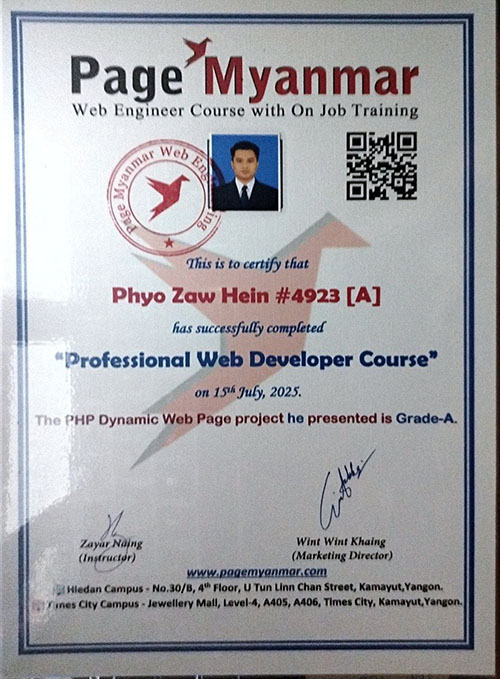 Page Myanmar
Web Engineer Course with On Job Training
Page Myanmar Web Engineering
This is to certify that
Phyo Zaw Hein #4923 [A]
has successfully completed
“Professional Web Developer Course”
on 15th July, 2025.
The PHP Dynamic Web Page project he presented is Grade-A.
Zayar Naing
(Instructor)
Wint Wint Khaing
(Marketing Director)
www.pagemyanmar.com
Hledan Campus - No.30/B, 4th Floor, U Tun Linn Chan Street, Kamayut,Yangon.
Times City Campus - Jewellery Mall, Level-4, A405, A406, Times City, Kamayut,Yangon.